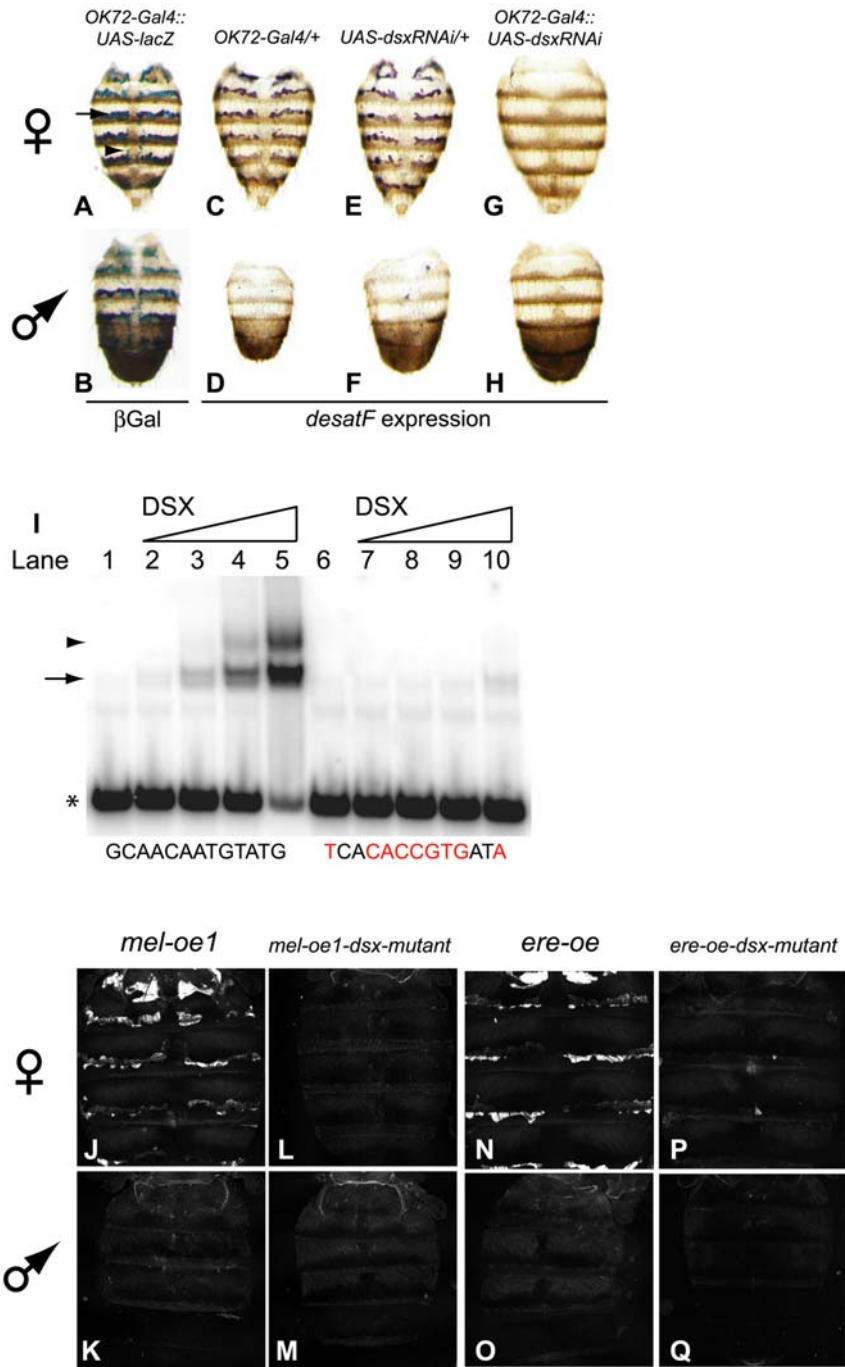 OK72-Gal4:: UAS-lacZ
OK72-Gal4/+
UAS-dsxRNAi/+
OK72-Gal4:: UAS-dsxRNAi
♀
A
C
E
G
♂
B
D
F
H
βGal
desatF expression
I
DSX
DSX
Lane 1 2 3 4 5 6 7 8 9 10
*
GCAACAATGTATG
TCACACCGTGATA
mel-oe1
mel-oe1-dsx-mutant
ere-oe
ere-oe-dsx-mutant
♀
J
L
N
P
♂
K
M
O
Q